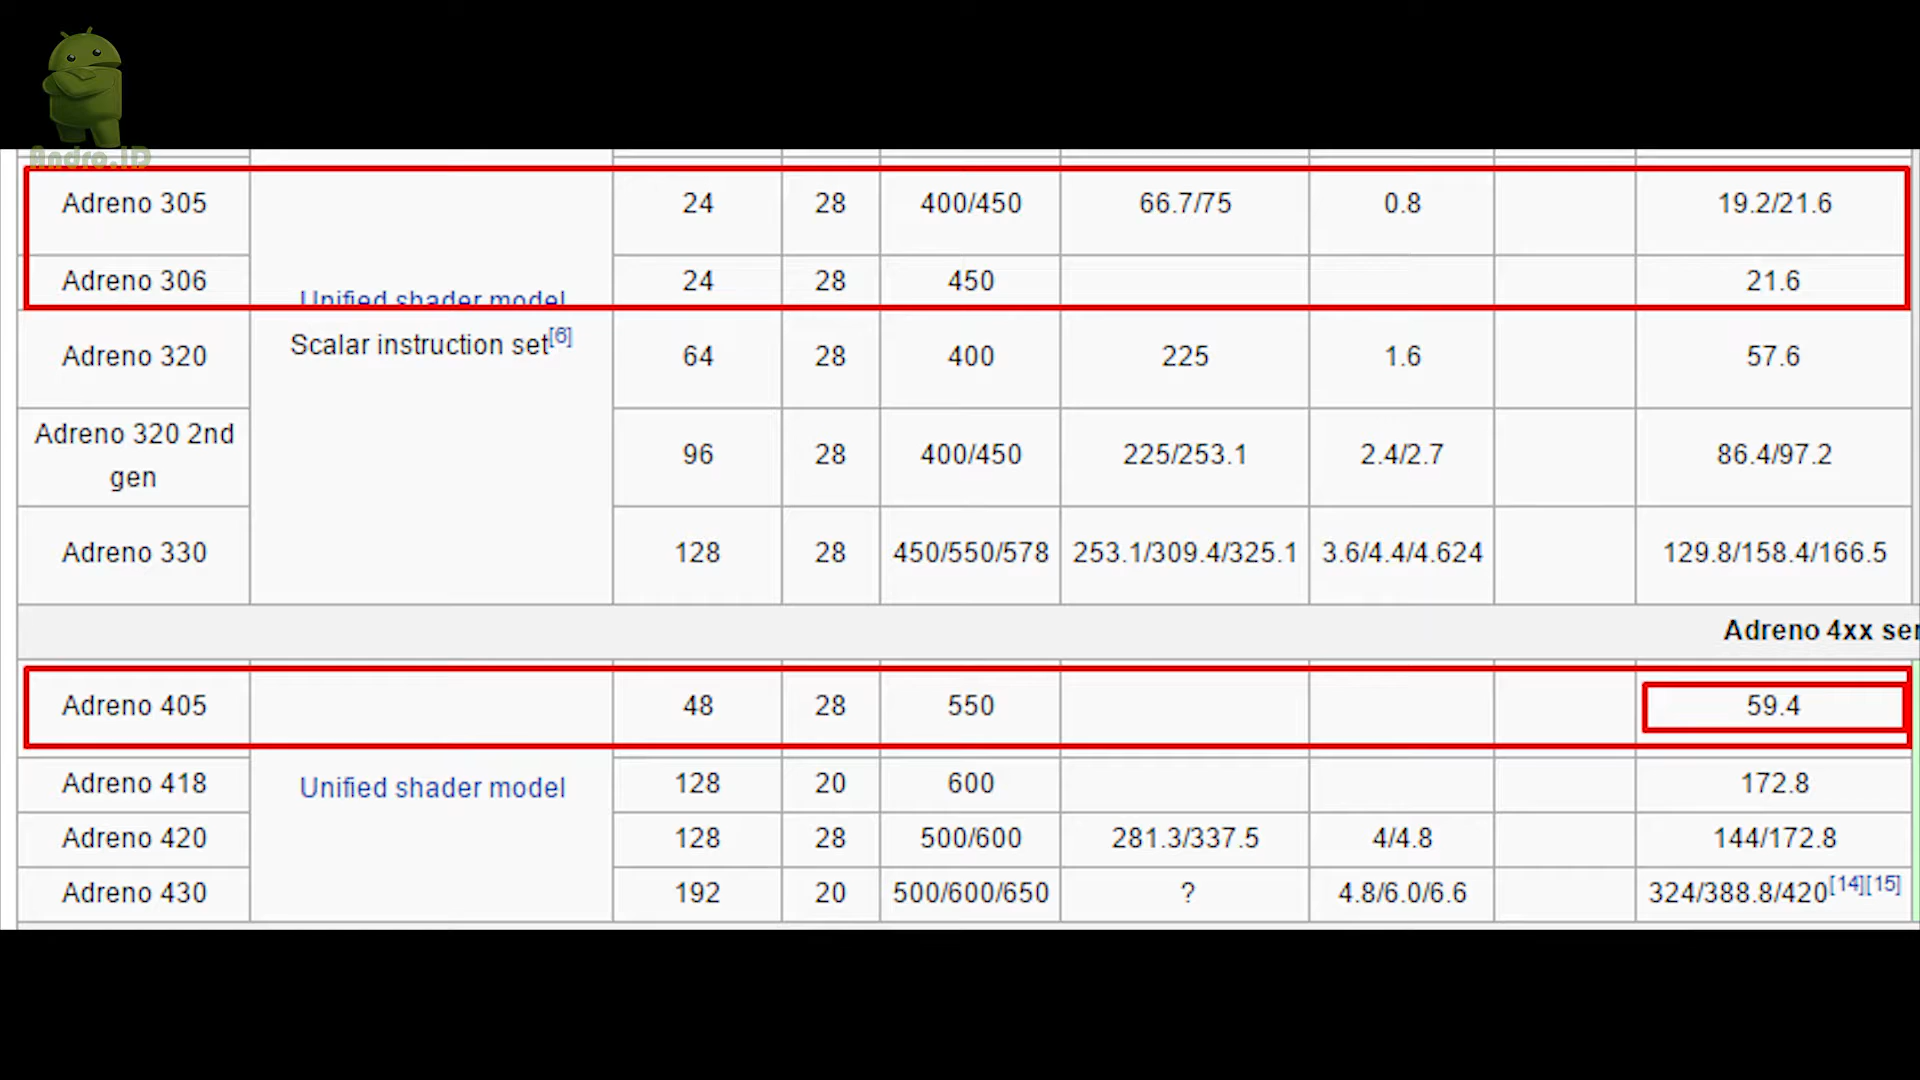 Andro.ID
Adreno 305 24 28 400/450 66.7/75 0.8 19.2/21.6
Adreno 306 24 28 450 21.6
Unified shader model
Scalar instruction set[6]
Adreno 320 64 28 400 225 1.6 57.6
Adreno 320 2nd
gen
96 28 400/450 225/253.1 2.4/2.7 86.4/97.2
Adreno 330 128 28 450/550/578 253.1/309.4/325.1 3.6/4.4/4.624 129.8/158.4/166.5
Adreno 4xx ser
Adreno 405 48 28 550 59.4
Adreno 418 128 20 600 172.8
Unified shader model
Adreno 420 128 28 500/600 281.3/337.5 4/4.8 144/172.8
Adreno 430 192 20 500/600/650 ? 4.8/6.0/6.6 324/388.8/420[14][15]